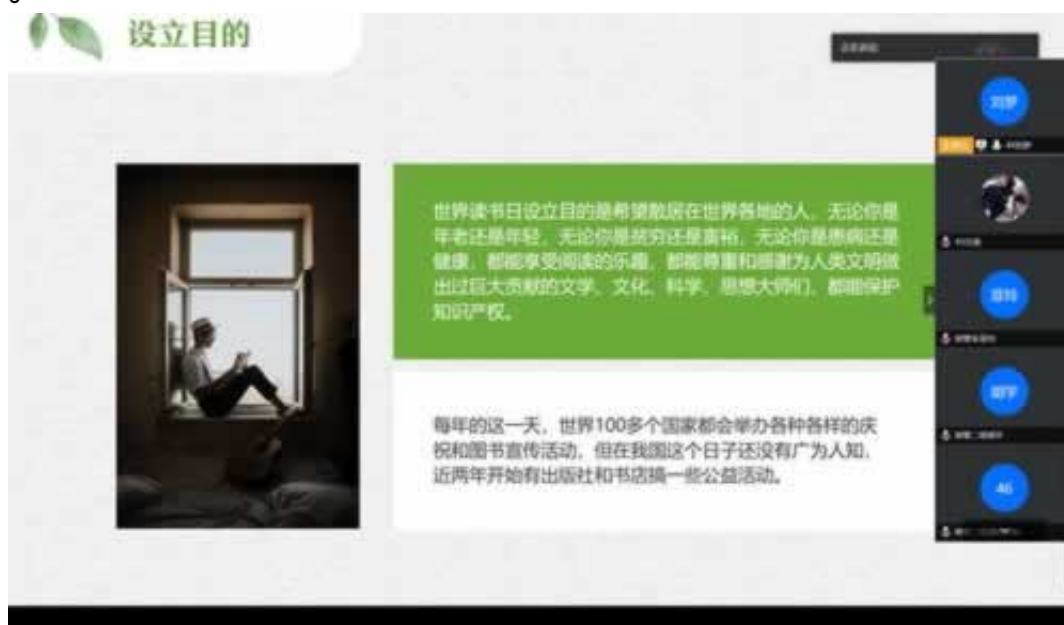 设立目的
世界读书日设立目的是希望散居在世界各地的人，无论你是
年老还是年轻，无论你是贫穷还是富裕，无论你是患病还是
健康，都能享受阅读的乐趣，都能尊重和感谢为人类文明做
出过巨大贡献的文学、文化、科学、思想大师们，都能保护
知识产权。
每年的这一天，世界100多个国家都会举办各种各样的庆
祝和图书宣传活动，但在我国这个日子还没有广为人知，
近两年开始有出版社和书店搞一些公益活动。
刘梦
46